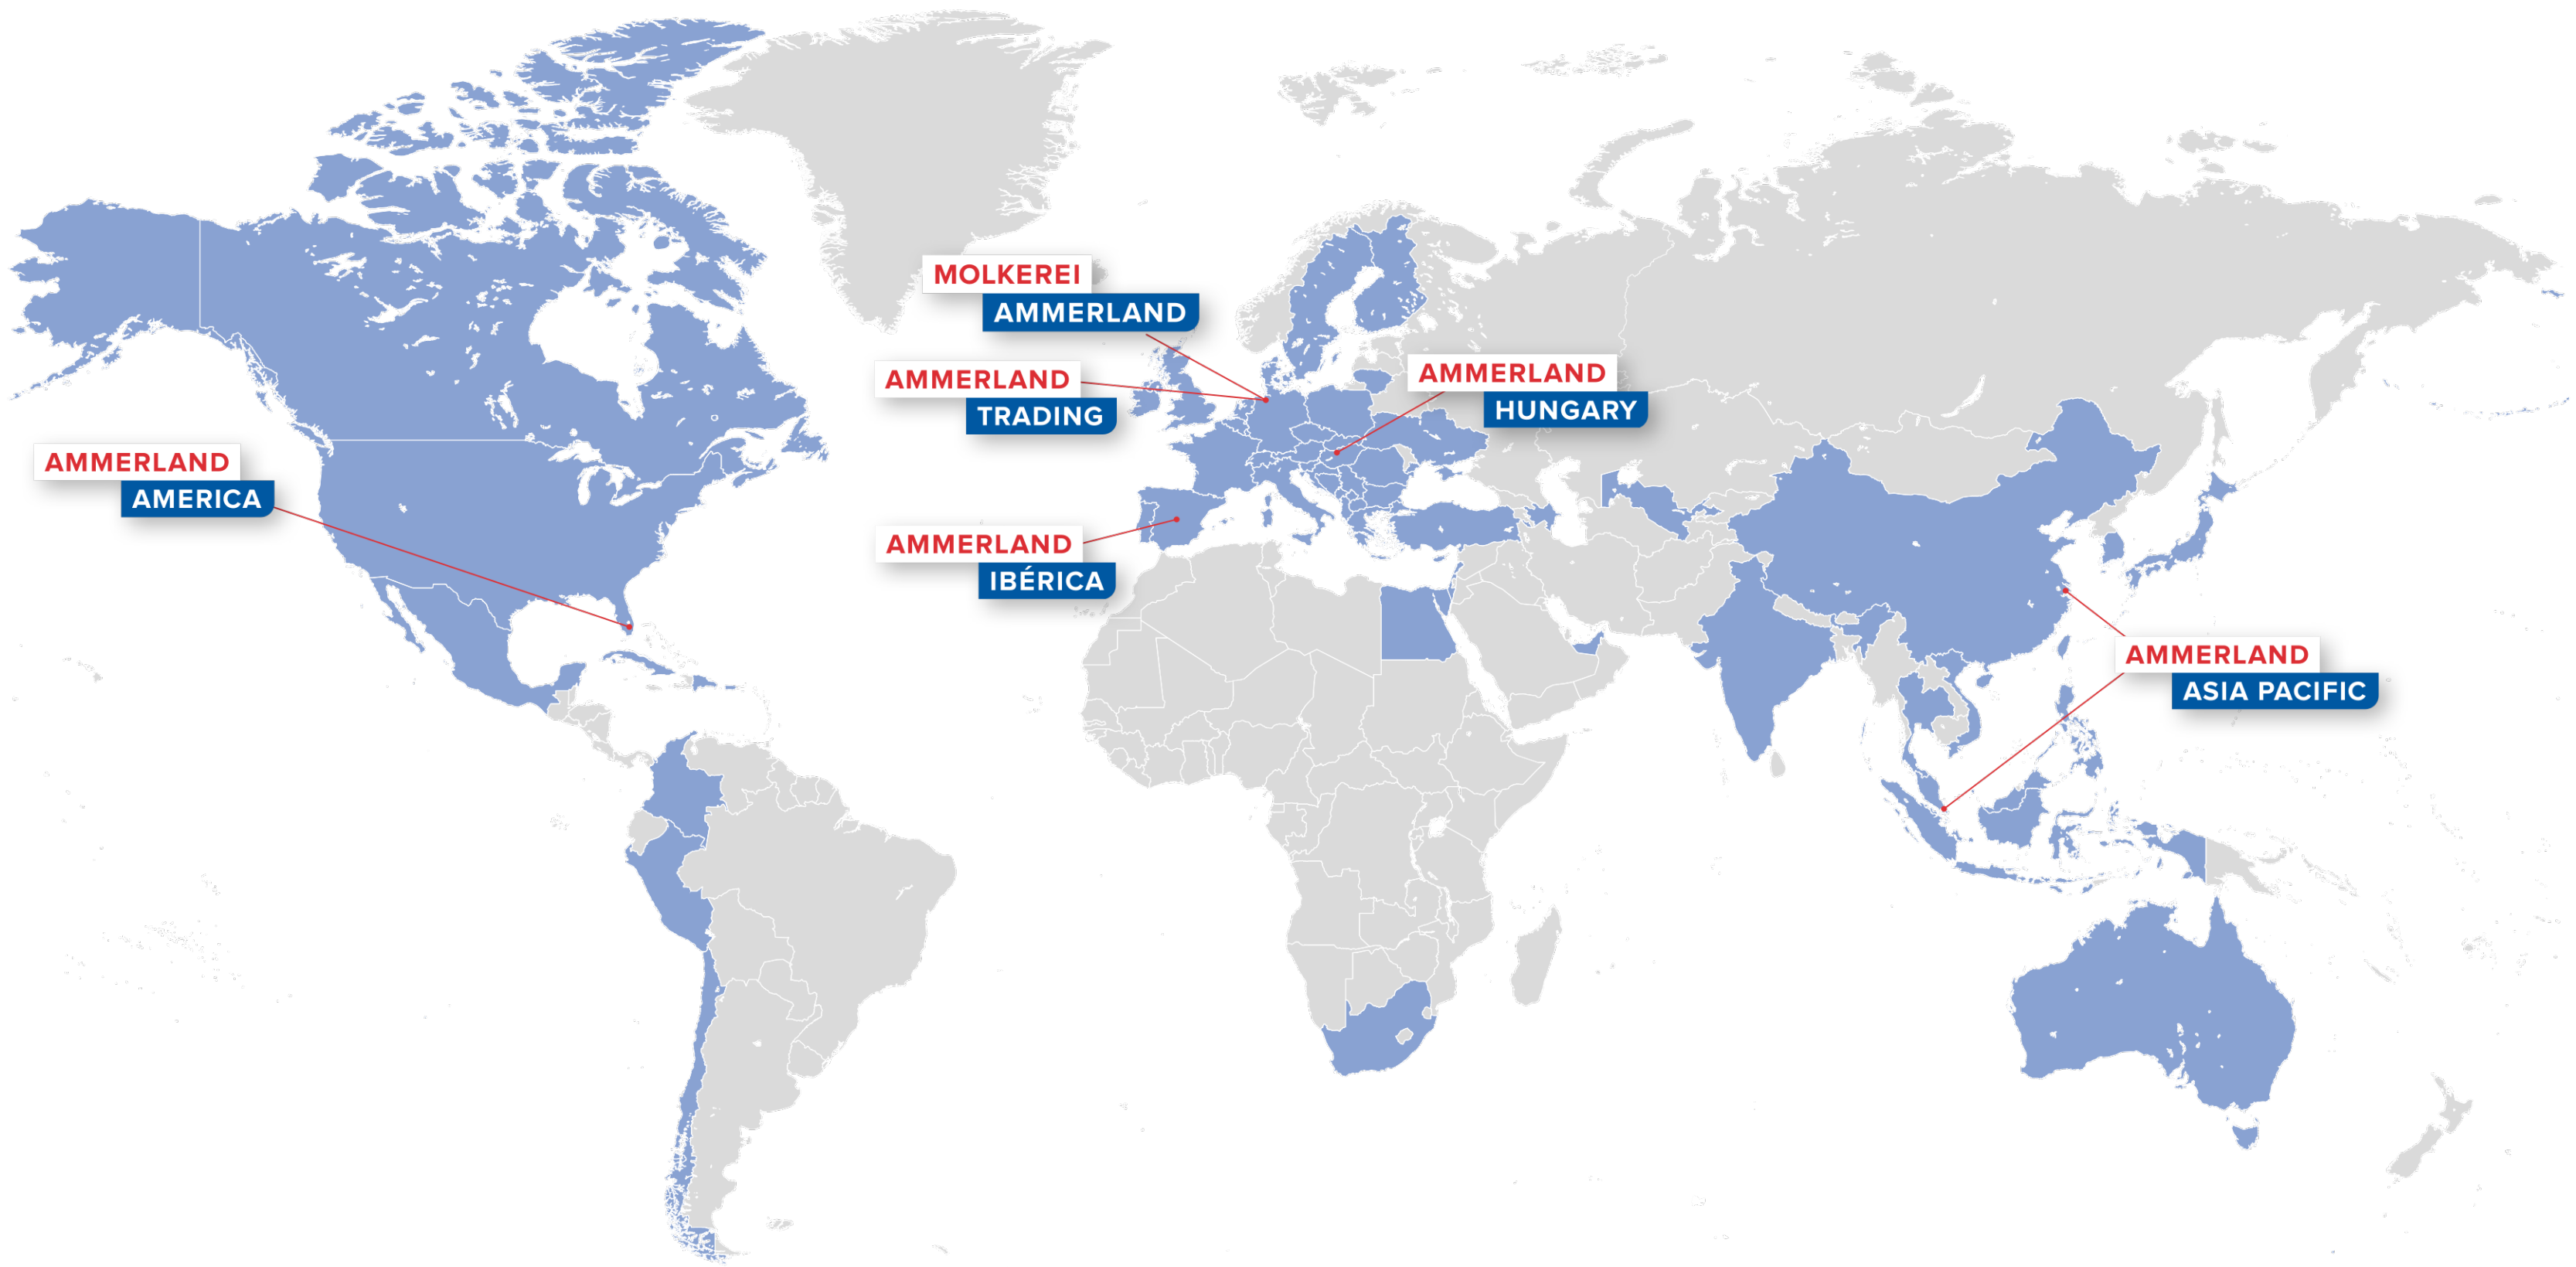 MOLKEREI
AMMERLAND
AMMERLAND
TRADING
AMMERLAND
HUNGARY
AMMERLAND
AMERICA
AMMERLAND
IBÉRICA
AMMERLAND
ASIA PACIFIC